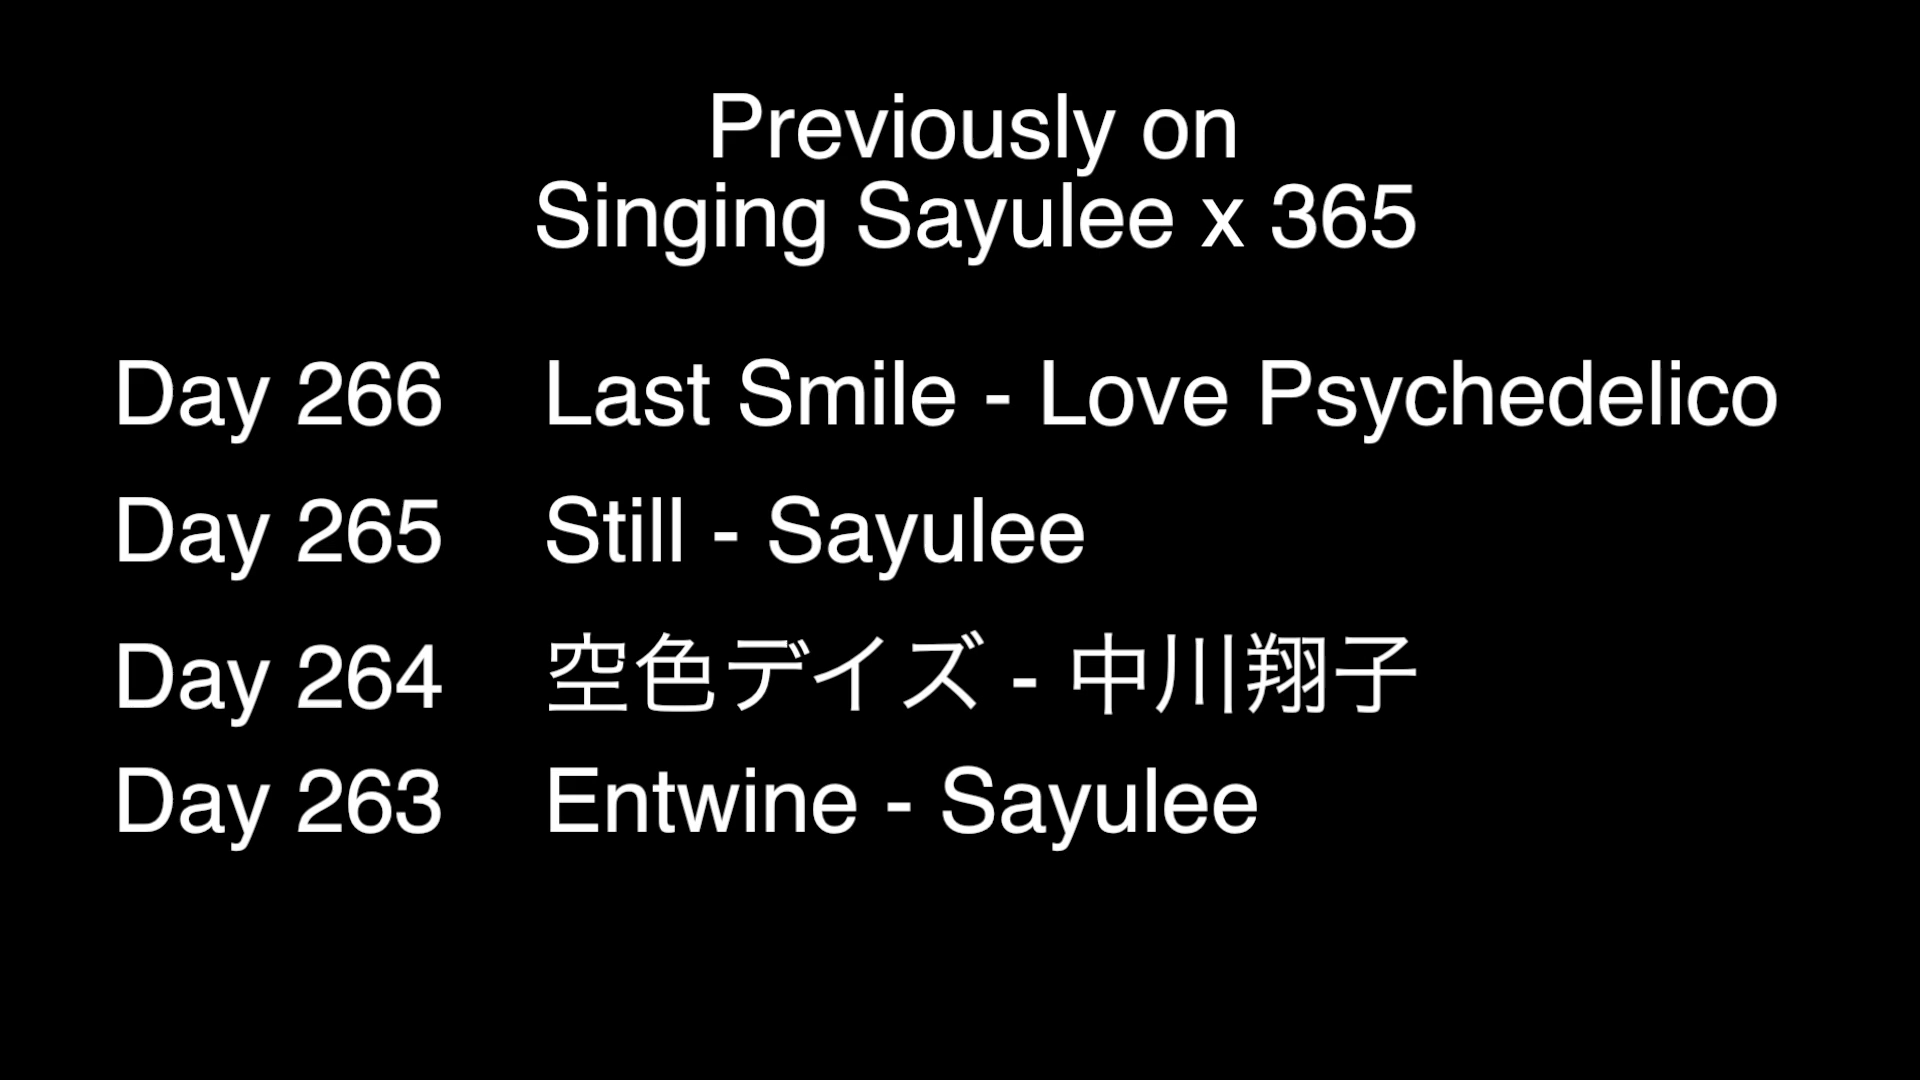 Previously on
Singing Sayulee x 365
Day 266 Last Smile - Love Psychedelico
Day 265 Still - Sayulee
Day 264 空色デイズ - 中川翔子
Day 263 Entwine - Sayulee